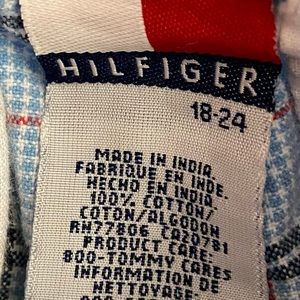 HILFIGER
18-24
MADE IN INDIA.
FABRIQUE EN INDE.
HECHO EN INDIA
100% COTTON/
COTON/ALGODON
RN77806 CA20781
PRODUCT CARE:
800-TOMMY CARES
INFORMATION DE
NETTOYAGE: